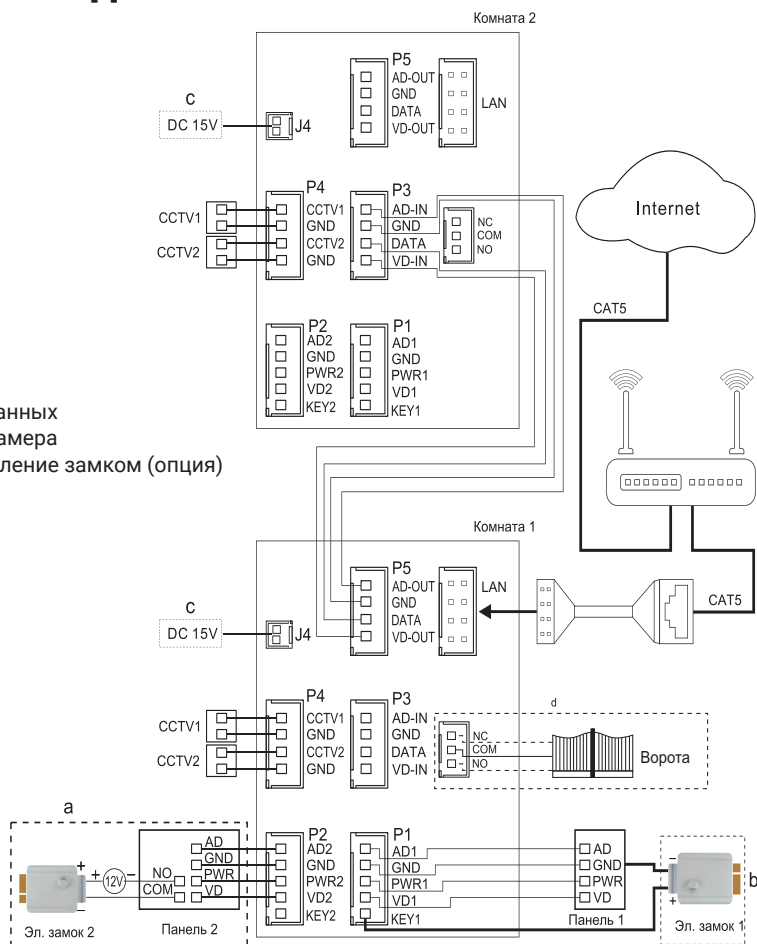 Комната 2
P5
AD-OUT
GND
DATA
VD-OUT
LAN
c
DC 15V
J4
P4
CCTV1
GND
CCTV2
GND
CCTV1
CCTV2
P3
AD-IN
GND
DATA
VD-IN
NC
COM
NO
P2
AD2
GND
PWR2
VD2
KEY2
P1
AD1
GND
PWR1
VD1
KEY1
Internet
CAT5
анных
амера
ление замком (опция)
Комната 1
P5
AD-OUT
GND
DATA
VD-OUT
LAN
CAT5
c
DC 15V
J4
P4
CCTV1
GND
CCTV2
GND
CCTV1
CCTV2
P3
AD-IN
GND
DATA
VD-IN
d
NC
COM
NO
Ворота
a
+
–
+ 12V –
Эл. замок 2
AD
GND
PWR
VD
NO
COM
Панель 2
P2
AD2
GND
PWR2
VD2
KEY2
P1
AD1
GND
PWR1
VD1
KEY1
AD
GND
PWR
VD
Панель 1
–
+
b
Эл. замок 1